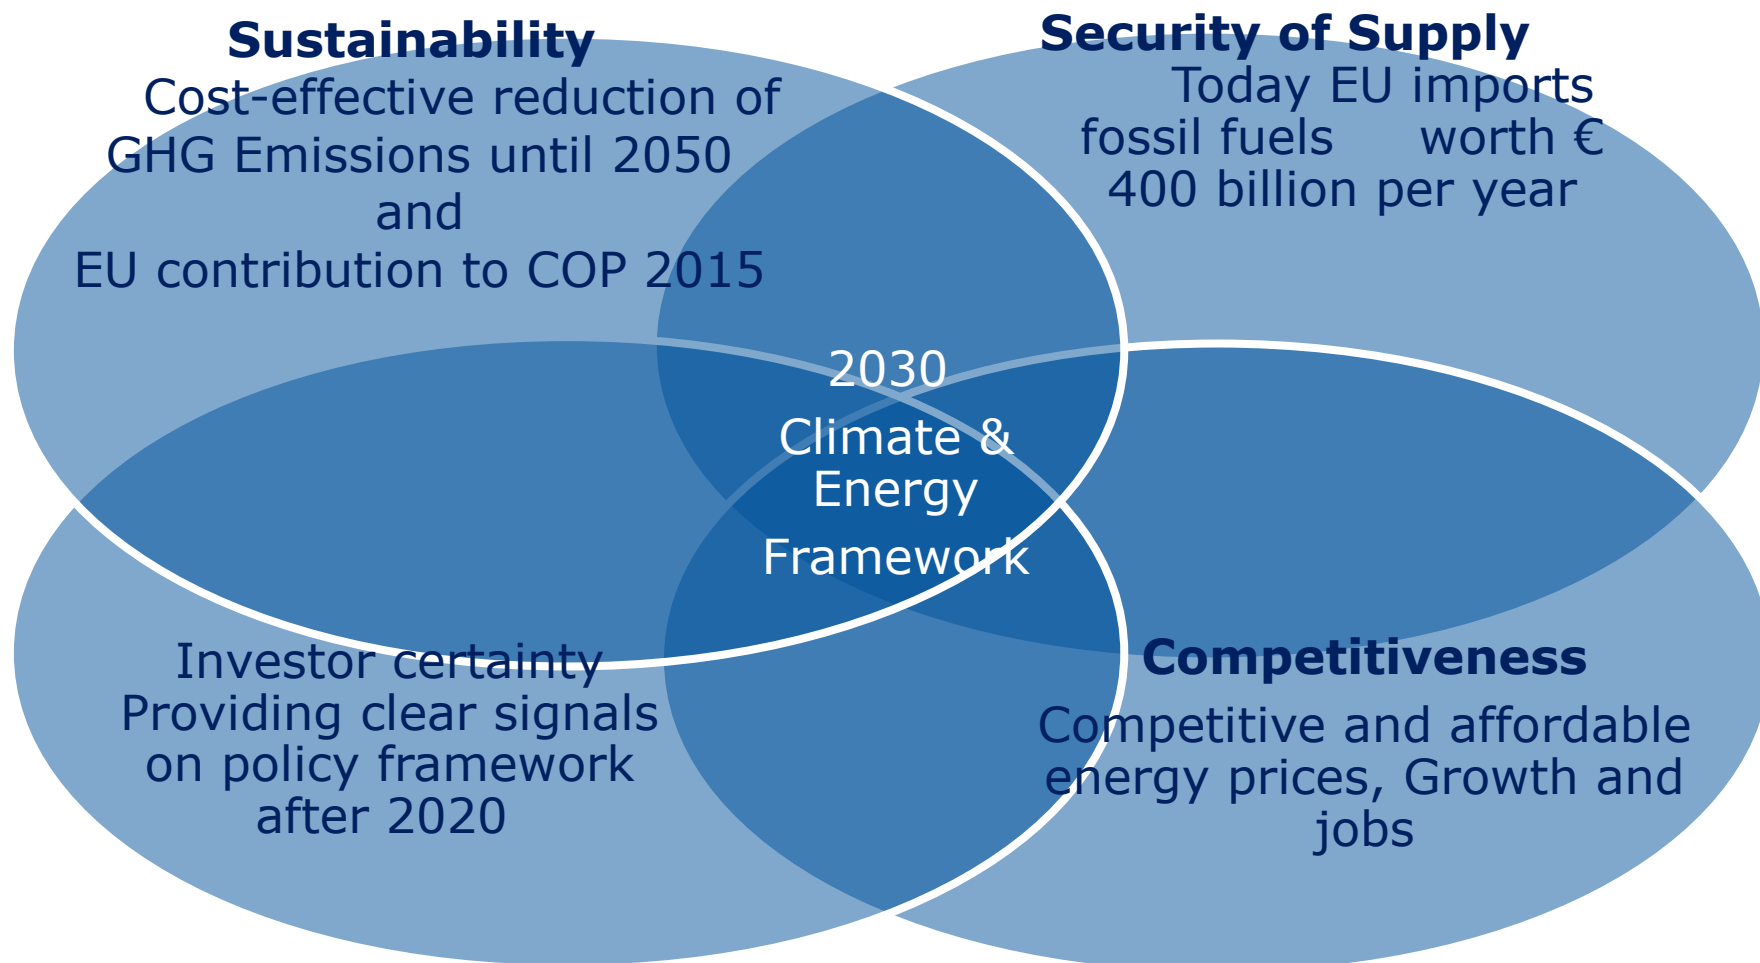 Sustainability
Cost-effective reduction of
GHG Emissions until 2050
and
EU contribution to COP 2015
Security of Supply
Today EU imports
fossil fuels worth €
400 billion per year
2030
Climate &
Energy
Framework
Investor certainty
Providing clear signals
on policy framework
after 2020
Competitiveness
Competitive and affordable
energy prices, Growth and
jobs